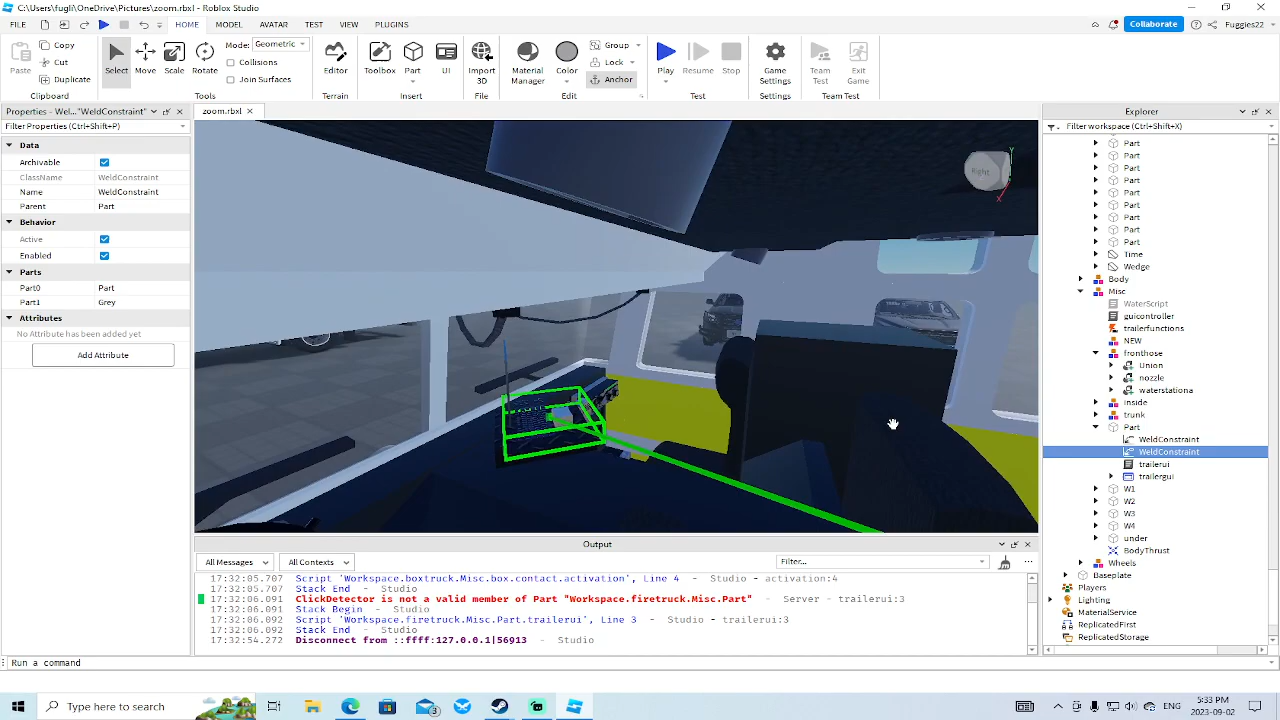 C:\Users\fugli\OneDrive\Pictures\zoom.rbxl - Roblox Studio
FILE HOME MODEL AVATAR TEST VIEW PLUGINS Collaborate Fuggles22
Paste Copy Cut Duplicate Select Move Scale Rotate Mode: Geometric Collisions Join Surfaces Editor Toolbox Part UI Import 3D Material Manager Color Group Lock Anchor Play Resume Stop Game Settings Team Test Exit Game
Clipboard Tools Terrain Insert File Edit Test Settings Team Test
Properties - Wel... "WeldConstraint"
Filter Properties (Ctrl+Shift+P)
Data
Archivable
ClassName WeldConstraint
Name WeldConstraint
Parent Part
Behavior
Active
Enabled
Parts
Part0 Part
Part1 Grey
Attributes
No Attribute has been added yet
Add Attribute
zoom.rbxl
Right
Y
X
Explorer
Filter workspace (Ctrl+Shift+X)
Part
Part
Part
Part
Part
Part
Part
Part
Part
Time
Wedge
Body
Misc
WaterScript
guicontroller
trailerfunctions
NEW
fronthose
Union
nozzle
waterstationa
Inside
trunk
Part
WeldConstraint
WeldConstraint
trailerui
trailergui
W1
W2
W3
W4
under
BodyThrust
Wheels
Baseplate
Players
Lighting
MaterialService
ReplicatedFirst
ReplicatedStorage
Output
All Messages All Contexts Filter...
17:32:05.707 Script 'Workspace.boxtruck.Misc.box.contact.activation', Line 4 - Studio - activation:4
17:32:05.707 Stack End - Studio
17:32:06.091 ClickDetector is not a valid member of Part "Workspace.firetruck.Misc.Part" - Server - trailerui:3
17:32:06.092 Stack Begin - Studio
17:32:06.092 Script 'Workspace.firetruck.Misc.Part.trailerui', Line 3 - Studio - trailerui:3
17:32:06.092 Stack End - Studio
17:32:54.272 Disconnect from ::ffff:127.0.0.1|56913 - Studio
Run a command
Type here to search
3
ENG
5:33 PM
2023-09-02